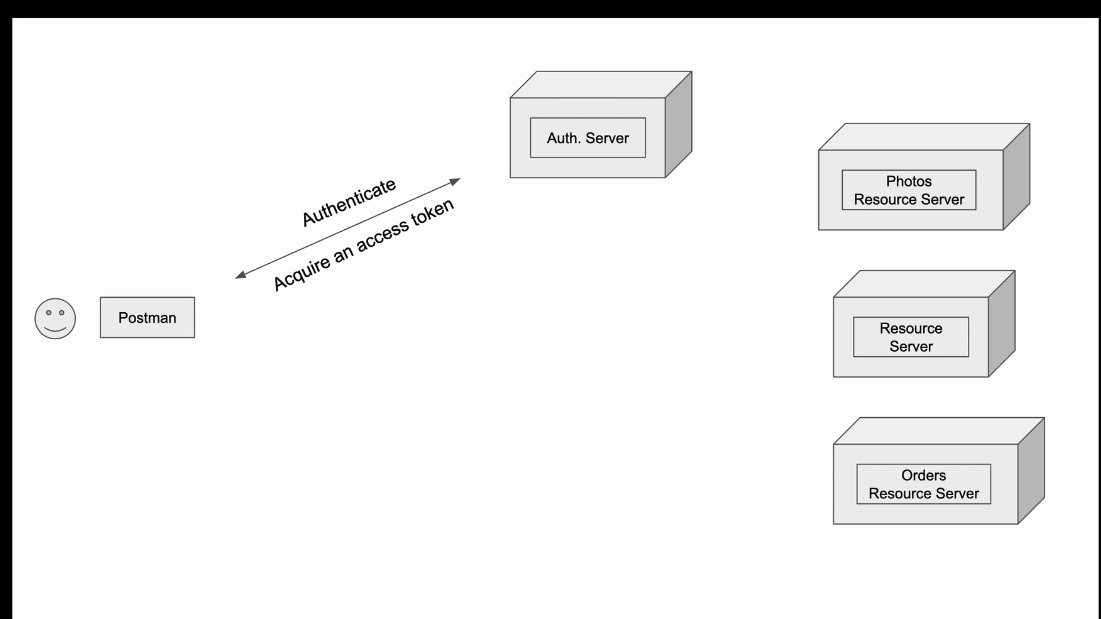 Auth. Server
Photos
Resource Server
Authenticate
Acquire an access token
Postman
Resource
Server
Orders
Resource Server